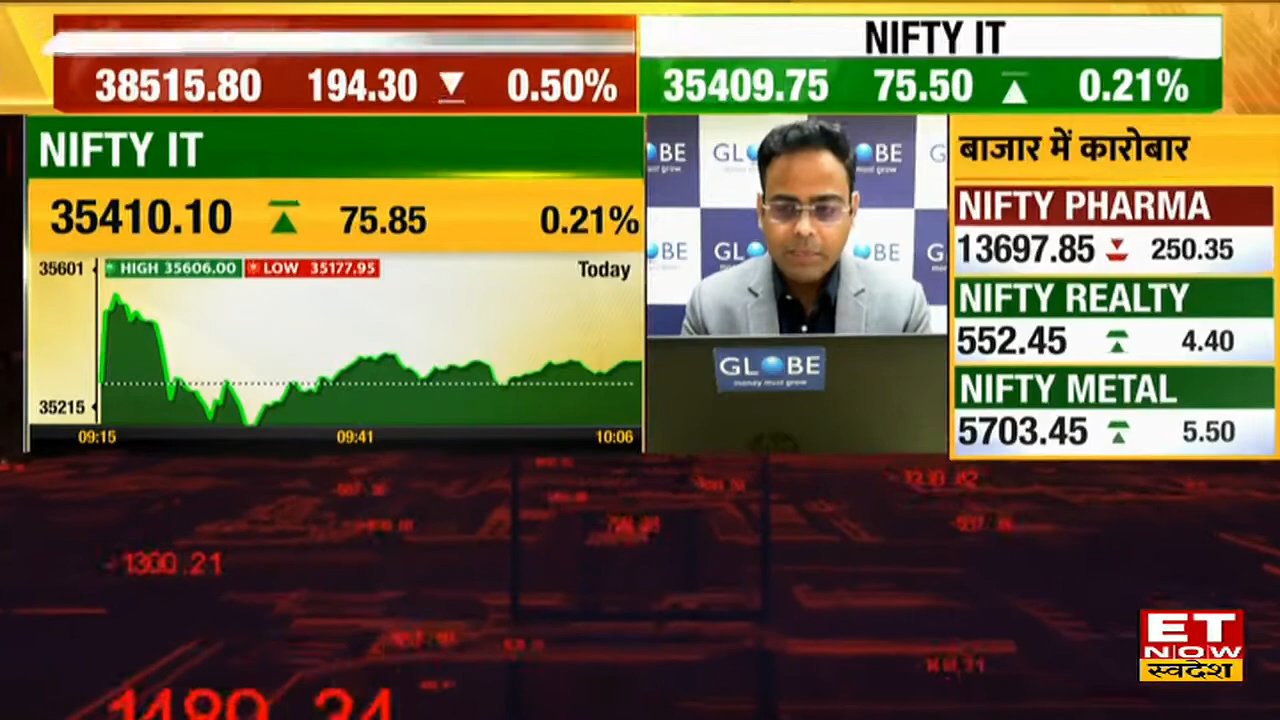 38515.80 194.30 0.50%
NIFTY IT
35409.75 75.50 0.21%
NIFTY IT
35410.10 75.85 0.21%
35601 HIGH 35606.00 LOW 35177.95 Today
35215
09:15 09:41 10:06
GLOBE
money must grow
बाजार में कारोबार
NIFTY PHARMA
13697.85 250.35
NIFTY REALTY
552.45 4.40
NIFTY METAL
5703.45 5.50
-1300.21
1489.34
ET
NOW
स्वदेश